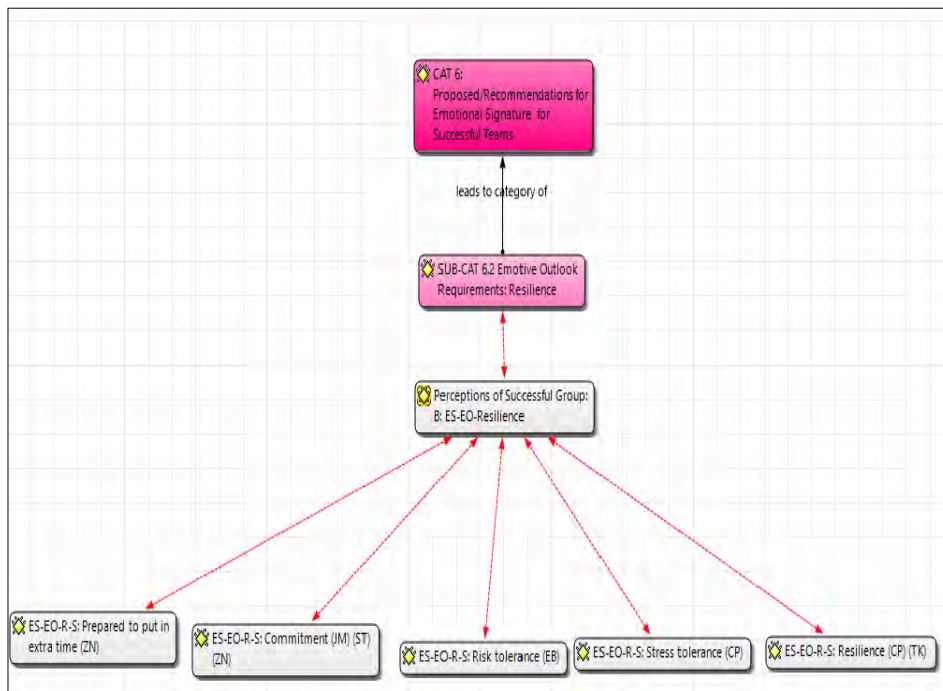 CAT 6:
Proposed/Recommendations for
Emotional Signature for
Successful Teams
leads to category of
SUB-CAT 6.2 Emotive Outlook
Requirements: Resilience
Perceptions of Successful Group:
B: ES-EO-Resilience
ES-EO-R-S: Prepared to put in
extra time (ZN)
ES-EO-R-S: Commitment (JM) (ST)
(ZN)
ES-EO-R-S: Risk tolerance (EB)
ES-EO-R-S: Stress tolerance (CP)
ES-EO-R-S: Resilience (CP) (TK)